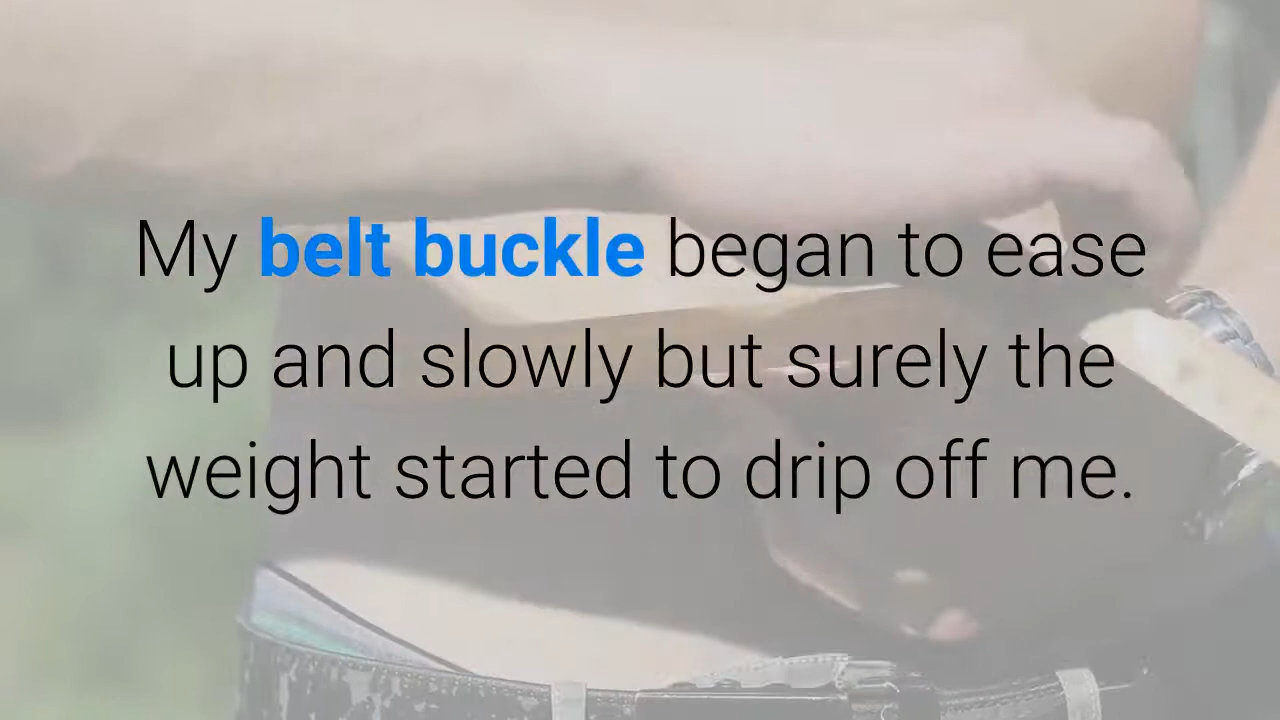 My belt buckle began to ease
up and slowly but surely the
weight started to drip off me.